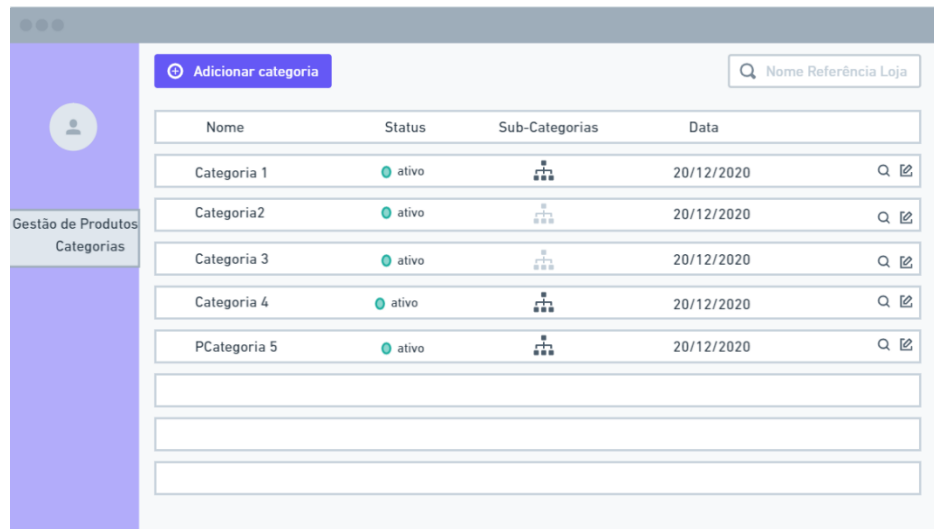 Adicionar categoria
Nome Referência Loja
Nome Status Sub-Categorias Data
Categoria 1 ativo 20/12/2020
Categoria2 ativo 20/12/2020
Gestão de Produtos
Categorias
Categoria 3 ativo 20/12/2020
Categoria 4 ativo 20/12/2020
PCategoria 5 ativo 20/12/2020